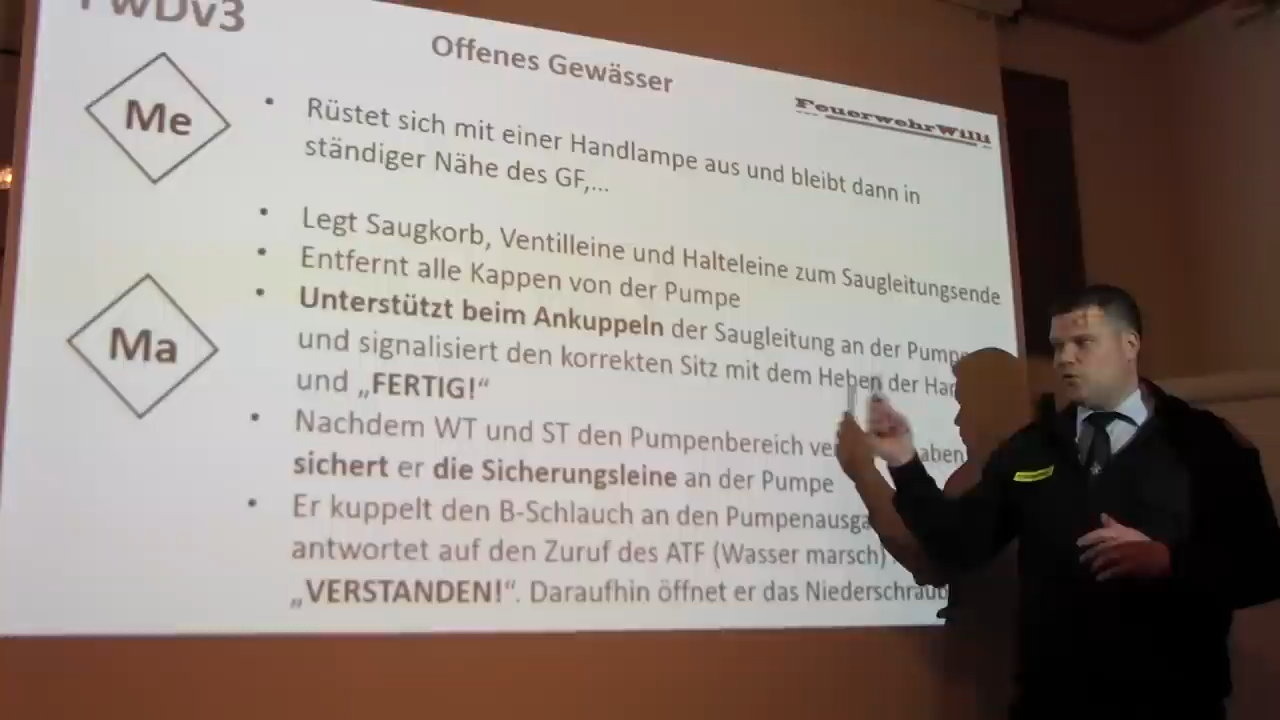 FwDv3
Offenes Gewässer
FeuerwehrWilli
Me
Rüstet sich mit einer Handlampe aus und bleibt dann in
ständiger Nähe des GF,...
Ma
Legt Saugkorb, Ventilleine und Halteleine zum Saugleitungsende
Entfernt alle Kappen von der Pumpe
Unterstützt beim Ankuppeln der Saugleitung an der Pumpe
und signalisiert den korrekten Sitz mit dem Heben der
und „FERTIG!“
Nachdem WT und ST den Pumpenbereich haben
sichert er die Sicherungsleine an der Pumpe
Er kuppelt den B-Schlauch an den
antwortet auf den Zuruf des ATF (Wasser marsch)
„VERSTANDEN!“. Daraufhin öffnet er das